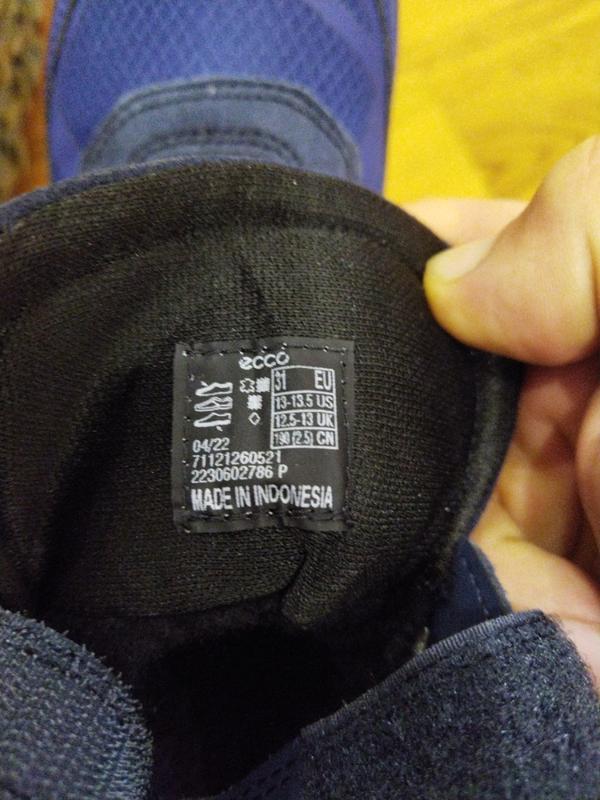 ecco
31 EU
13-13.5 US
12.5-13 UK
190 (2.5) CN
04/22
71121260521
2230602786 P
MADE IN INDONESIA